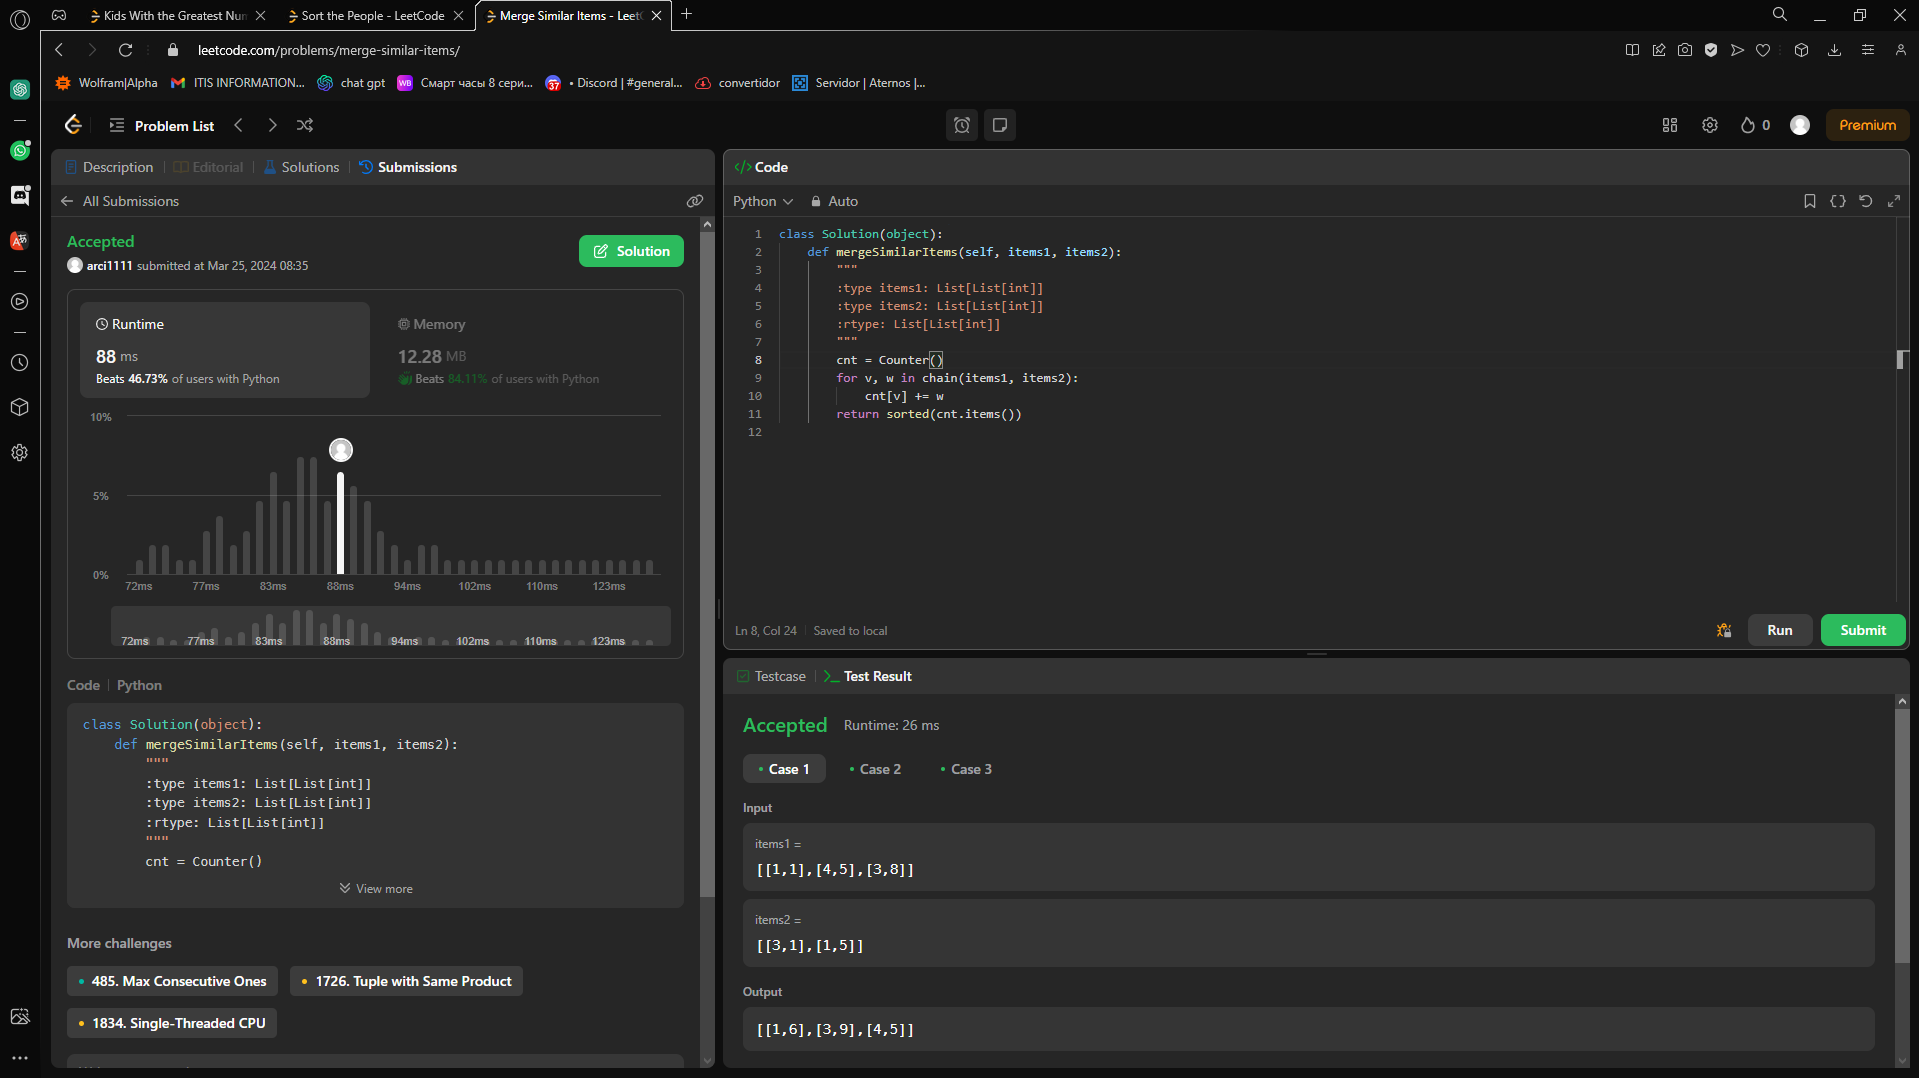 Kids With the Greatest Num
Sort the People - LeetCode
Merge Similar Items - LeetC
leetcode.com/problems/merge-similar-items/
Wolfram|Alpha
ITIS INFORMATION...
chat gpt
WB
Смарт часы 8 сери...
37
• Discord | #general...
convertidor
Servidor | Aternos |...
Problem List
0
Premium
Description
Editorial
Solutions
Submissions
All Submissions
Accepted
arci1111 submitted at Mar 25, 2024 08:35
Solution
Runtime
88 ms
Beats 46.73% of users with Python
Memory
12.28 MB
Beats 84.11% of users with Python
10%
5%
0%
72ms 77ms 83ms 88ms 94ms 102ms 110ms 123ms
72ms 77ms 83ms 88ms 94ms 102ms 110ms 123ms
Code | Python
class Solution(object):
    def mergeSimilarItems(self, items1, items2):
        """
        :type items1: List[List[int]]
        :type items2: List[List[int]]
        :rtype: List[List[int]]
        """
        cnt = Counter()
View more
More challenges
485. Max Consecutive Ones
1726. Tuple with Same Product
1834. Single-Threaded CPU
</> Code
Python
Auto
1 class Solution(object):
2     def mergeSimilarItems(self, items1, items2):
3         """
4         :type items1: List[List[int]]
5         :type items2: List[List[int]]
6         :rtype: List[List[int]]
7         """
8         cnt = Counter()
9         for v, w in chain(items1, items2):
10             cnt[v] += w
11         return sorted(cnt.items())
12
Ln 8, Col 24 | Saved to local
Run
Submit
Testcase
Test Result
Accepted Runtime: 26 ms
• Case 1
• Case 2
• Case 3
Input
items1 =
[[1,1],[4,5],[3,8]]
items2 =
[[3,1],[1,5]]
Output
[[1,6],[3,9],[4,5]]